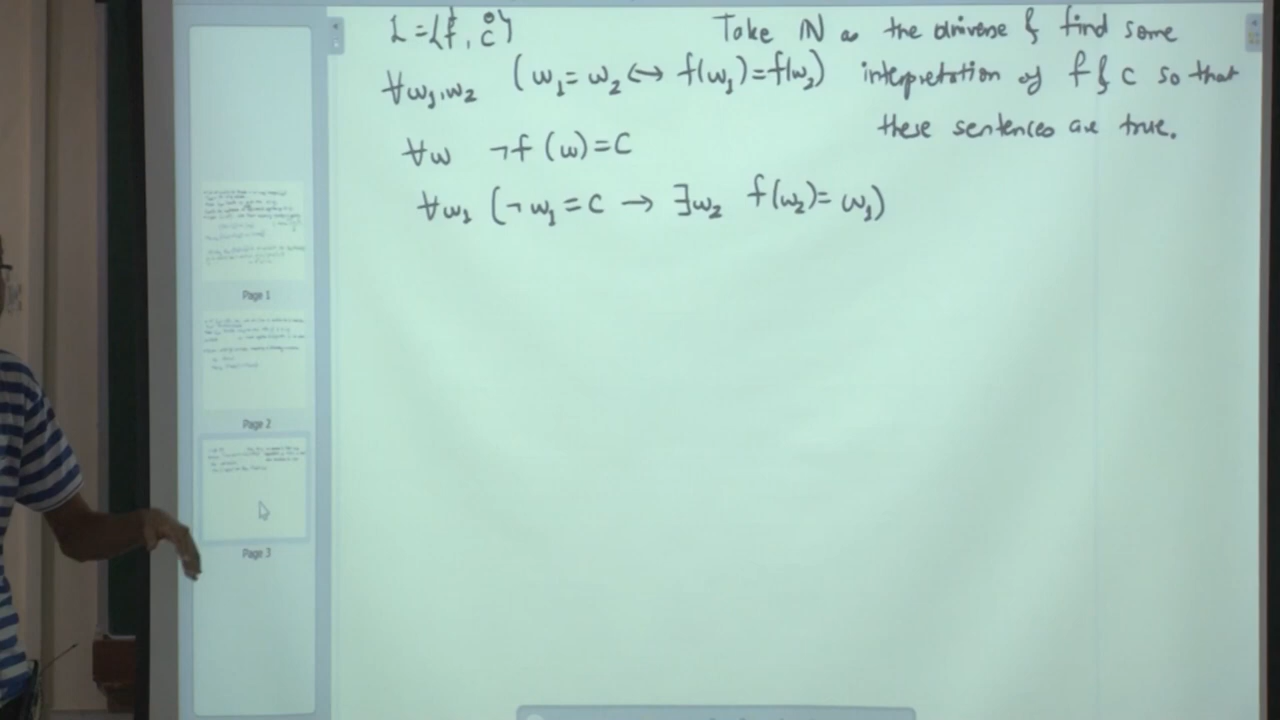 L={f, c}
∀w₁,w₂ (w₁ = w₂ ↔ f(w₁)=f(w₂)
∀w ¬f(w)=C
∀w₁ (¬w₁ = c → ∃w₂ f(w₂)= w₁)
Take ℕ as the universe & find some
interpretation of f & c so that
these sentences are true.
Page 1
Page 2
Page 3